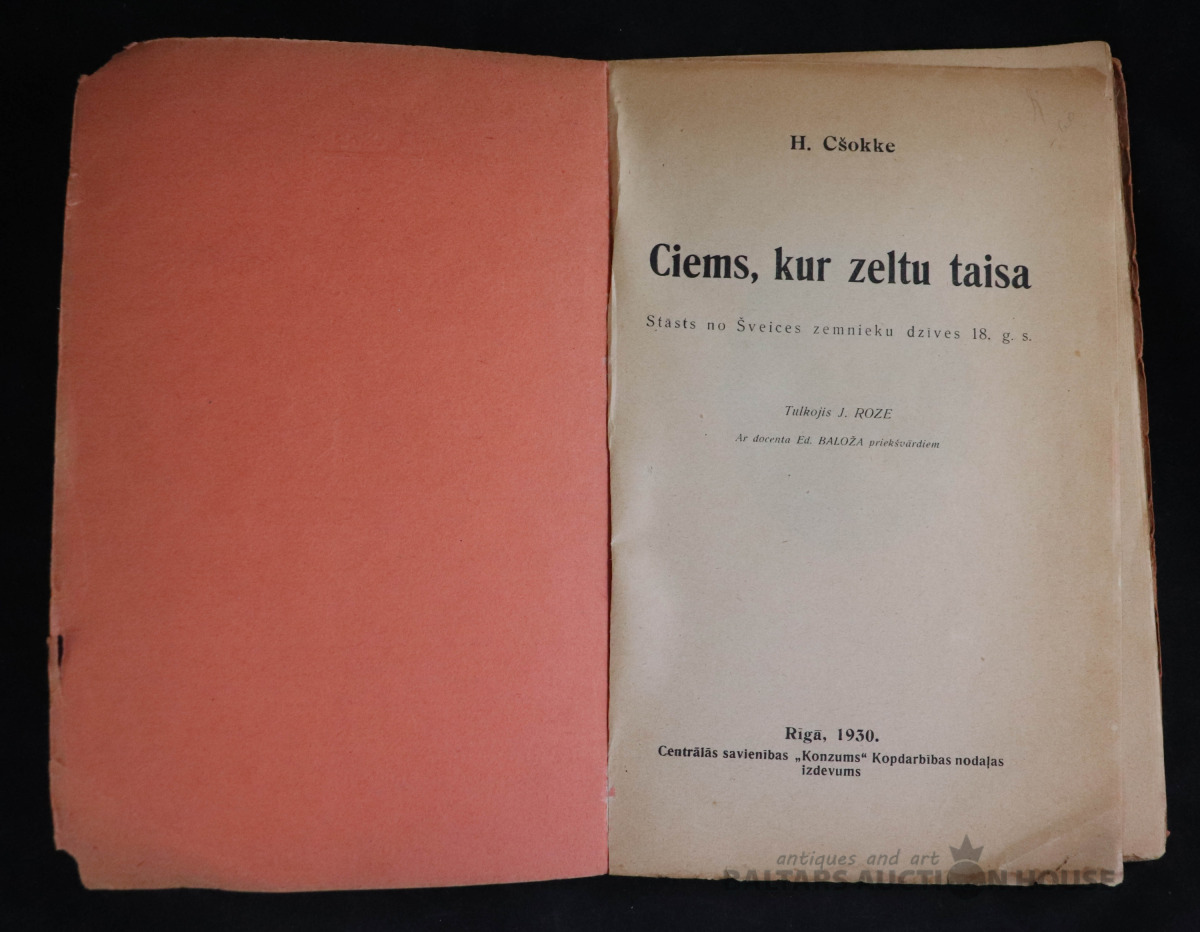 H. Cšokke
Ciems, kur zeltu taisa
Stāsts no Šveices zemnieku dzīves 18. g. s.
Tulkojis J. ROZE
Ar docenta Ed. BALOŽA priekšvārdiem
Rīgā, 1930.
Centrālās savienības „Konzums“ Kopdarbības nodaļas
izdevums
antiques and art
BALTARS AUCTION HOUSE